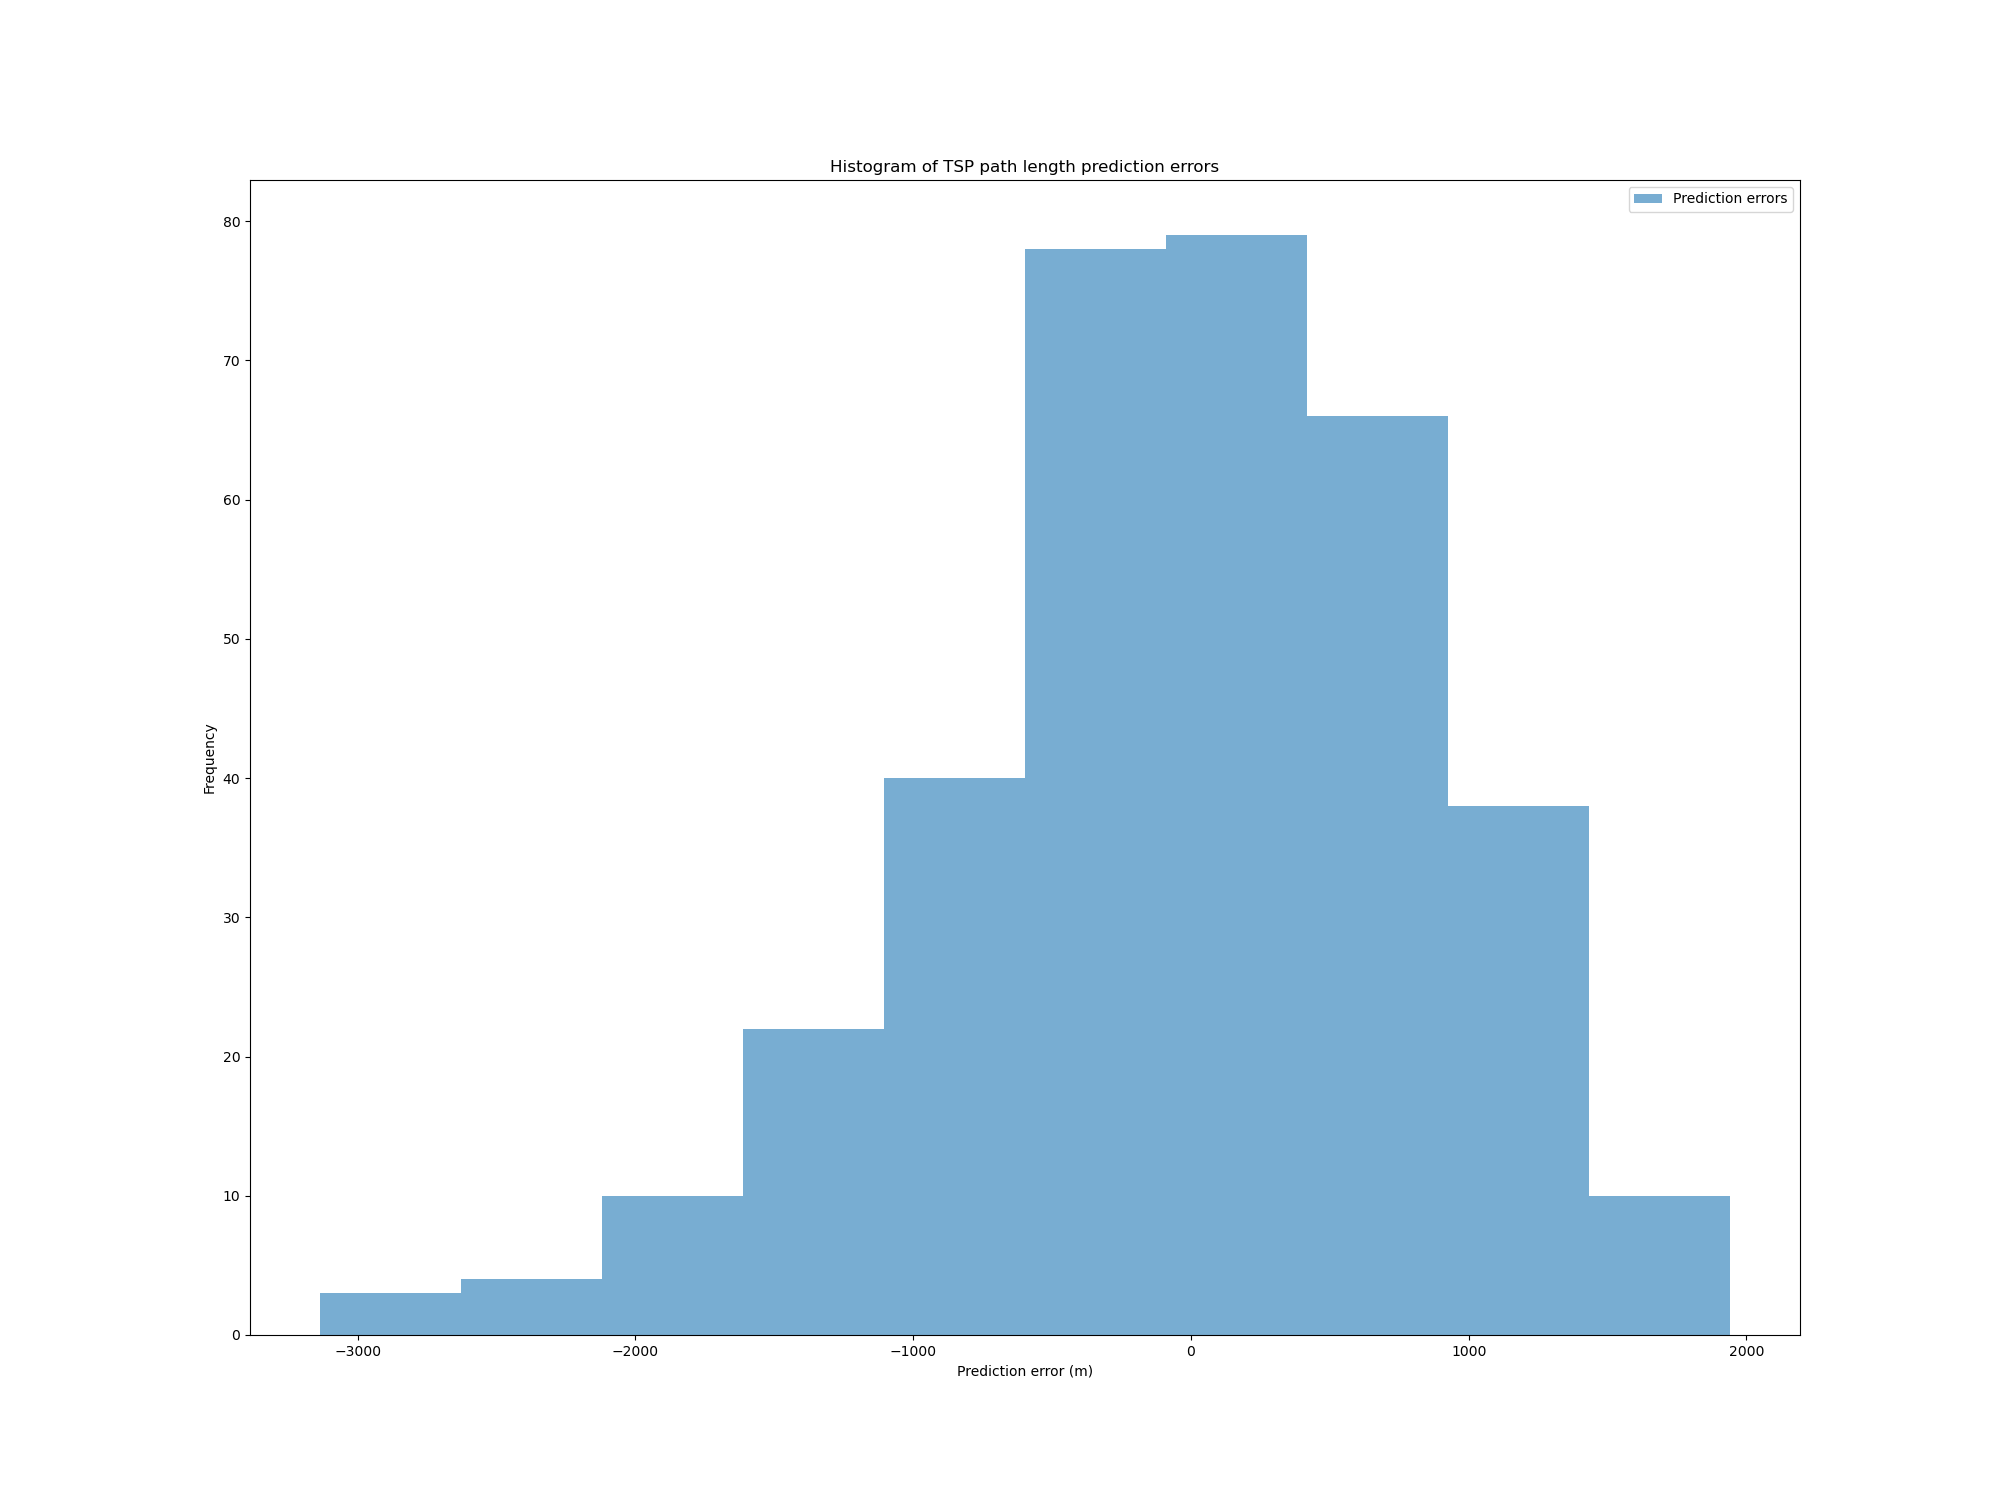 Histogram of TSP path length prediction errors
Prediction errors
80
70
60
50
40
30
20
10
0
Frequency
−3000 −2000 −1000 0 1000 2000
Prediction error (m)